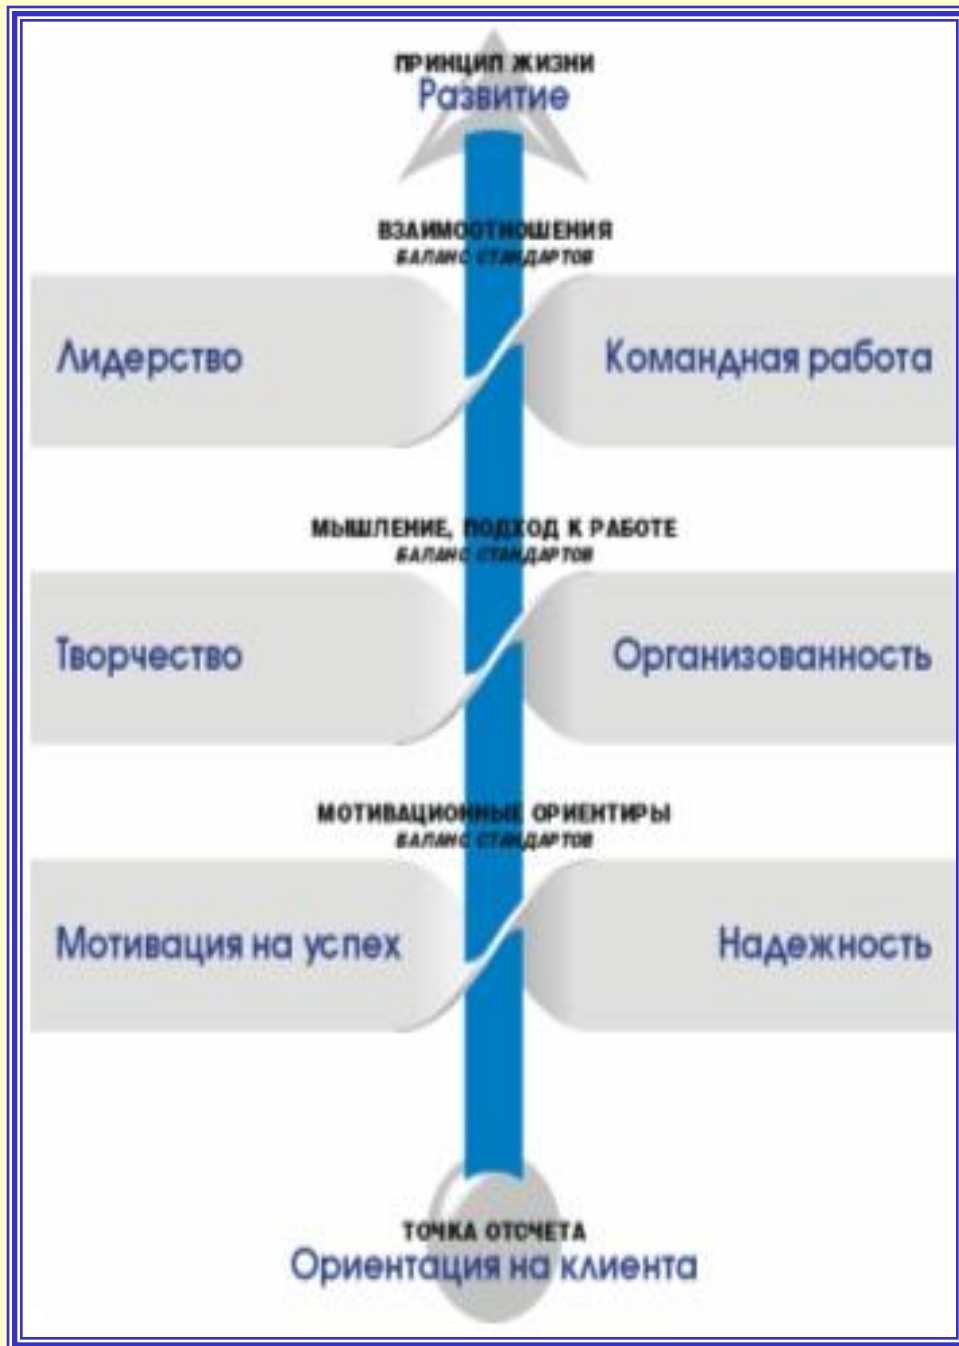 ПРИНЦИП ЖИЗНИ
Развитие
ВЗАИМООТНОШЕНИЯ
БАЛАНС СТАНДАРТОВ
Лидерство
Командная работа
МЫШЛЕНИЕ, ПОДХОД К РАБОТЕ
БАЛАНС СТАНДАРТОВ
Творчество
Организованность
МОТИВАЦИОННЫЕ ОРИЕНТИРЫ
БАЛАНС СТАНДАРТОВ
Мотивация на успех
Надежность
ТОЧКА ОТСЧЕТА
Ориентация на клиента